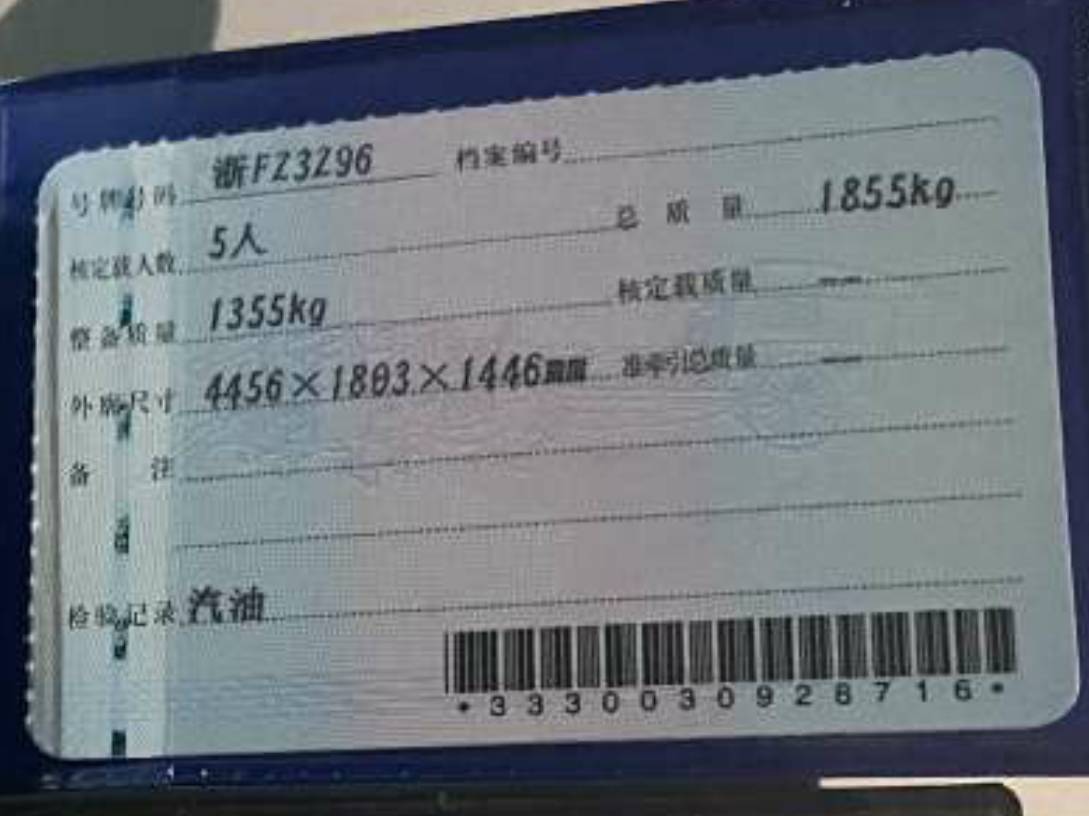 号牌号码 浙FZ3Z96 档案编号
核定载人数 5人 总质量 1855kg
整备质量 1355kg 核定载质量 ——
外廓尺寸 4456×1803×1446mm 准牵引总质量 ——
备注
检验记录 汽油
*3330030928716*